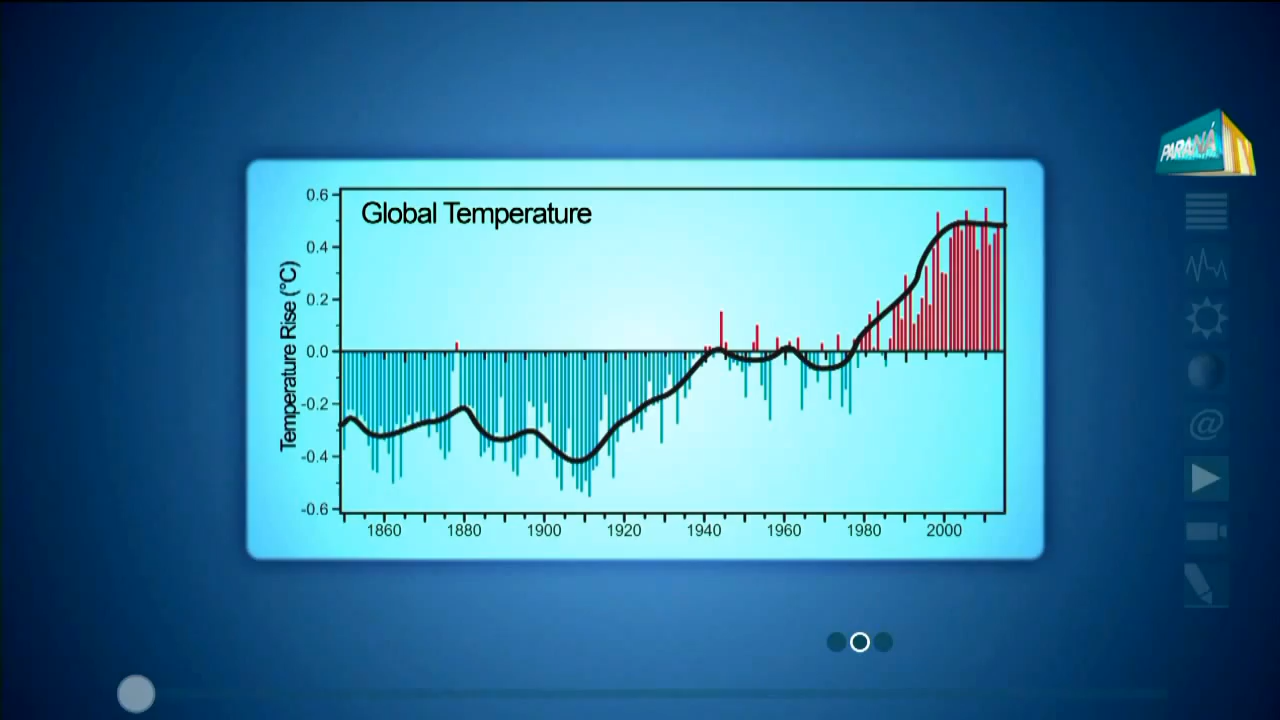 PARANÁ
TV
Global Temperature
Temperature Rise (°C)
0.6
0.4
0.2
0.0
-0.2
-0.4
-0.6
1860 1880 1900 1920 1940 1960 1980 2000
@